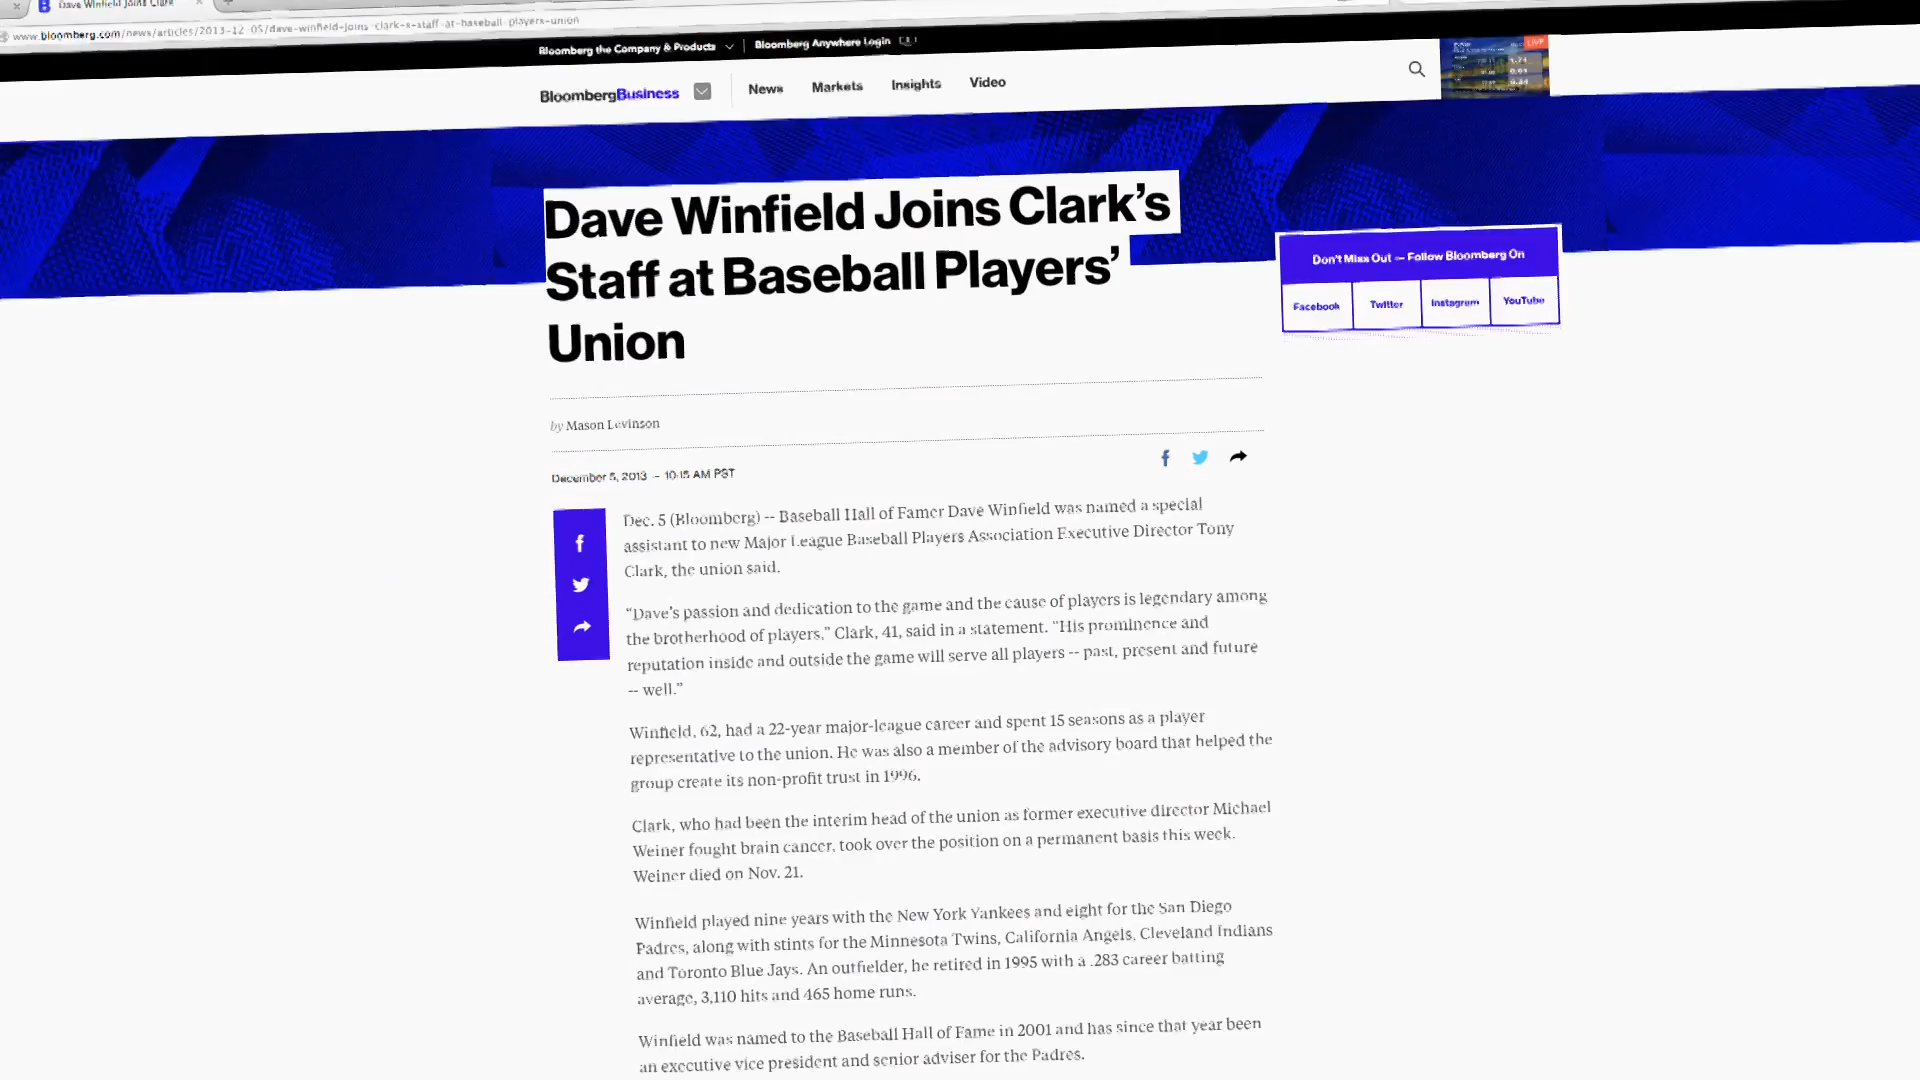 Dave Winfield Joins Clark
www.bloomberg.com/news/articles/2013-12-05/dave-winfield-joins-clark-s-staff-at-baseball-players-union
Bloomberg the Company & Products
Bloomberg Anywhere Login
BloombergBusiness
News
Markets
Insights
Video
LIVE
Dave Winfield Joins Clark’s
Staff at Baseball Players’
Union
Don't Miss Out — Follow Bloomberg On
Facebook
Twitter
Instagram
YouTube
by Mason Levinson
December 5, 2013 – 10:15 AM PST
Dec. 5 (Bloomberg) -- Baseball Hall of Famer Dave Winfield was named a special
assistant to new Major League Baseball Players Association Executive Director Tony
Clark, the union said.
“Dave’s passion and dedication to the game and the cause of players is legendary among
the brotherhood of players,” Clark, 41, said in a statement. “His prominence and
reputation inside and outside the game will serve all players -- past, present and future
-- well.”
Winfield, 62, had a 22-year major-league career and spent 15 seasons as a player
representative to the union. He was also a member of the advisory board that helped the
group create its non-profit trust in 1996.
Clark, who had been the interim head of the union as former executive director Michael
Weiner fought brain cancer, took over the position on a permanent basis this week.
Weiner died on Nov. 21.
Winfield played nine years with the New York Yankees and eight for the San Diego
Padres, along with stints for the Minnesota Twins, California Angels, Cleveland Indians
and Toronto Blue Jays. An outfielder, he retired in 1995 with a .283 career batting
average, 3,110 hits and 465 home runs.
Winfield was named to the Baseball Hall of Fame in 2001 and has since that year been
an executive vice president and senior adviser for the Padres.